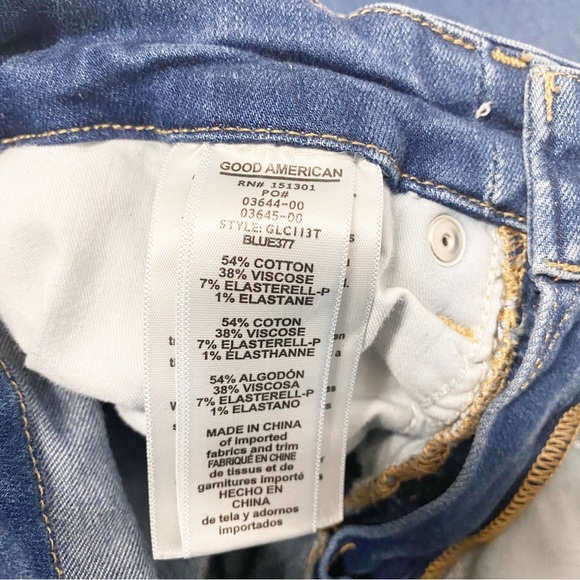 GOOD AMERICAN
RN# 151301
PO#
03644-00
03645-00
STYLE: GLC113T
BLUE377
54% COTTON
38% VISCOSE
7% ELASTERELL-P
1% ELASTANE
54% COTON
38% VISCOSE
7% ELASTERELL-P
1% ÉLASTHANNE
54% ALGODÓN
38% VISCOSA
7% ELASTERELL-P
1% ELASTANO
MADE IN CHINA
of imported
fabrics and trim
FABRIQUÉ EN CHINE
de tissus et de
garnitures importé
HECHO EN
CHINA
de tela y adornos
importados